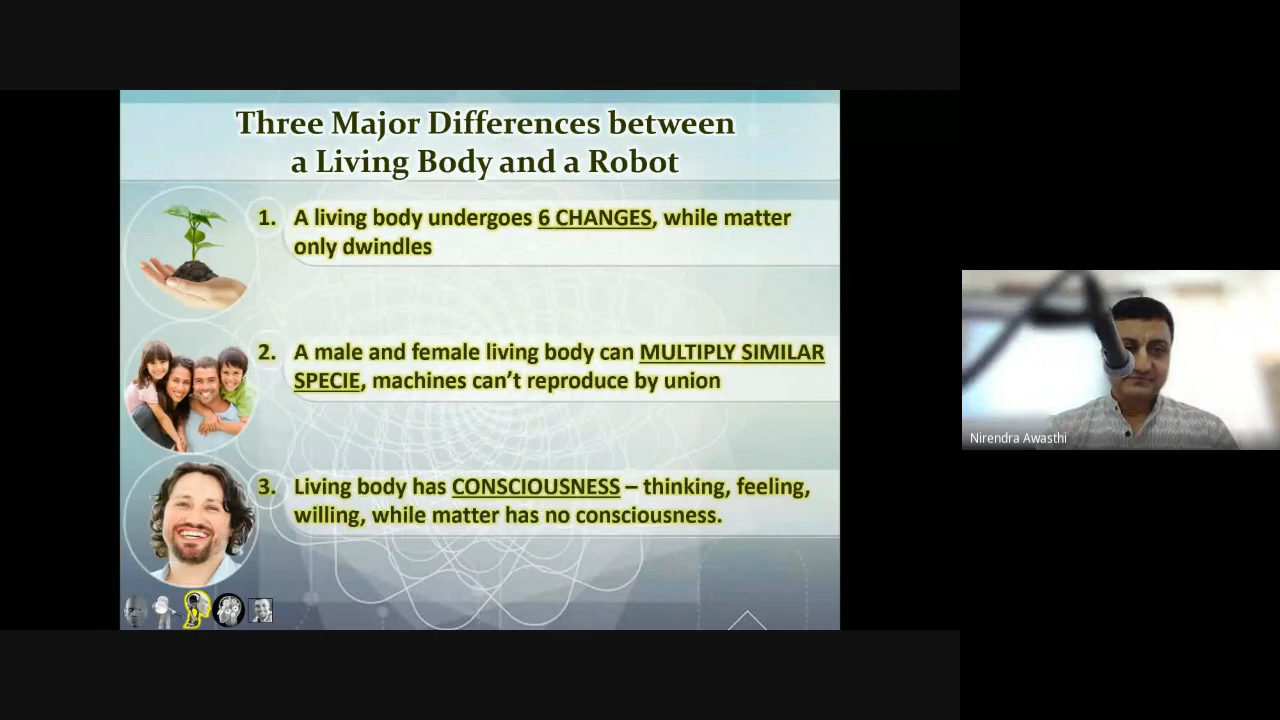 Three Major Differences between
a Living Body and a Robot
1. A living body undergoes 6 CHANGES, while matter
only dwindles
2. A male and female living body can MULTIPLY SIMILAR
SPECIE, machines can't reproduce by union
3. Living body has CONSCIOUSNESS – thinking, feeling,
willing, while matter has no consciousness.
Nirendra Awasthi